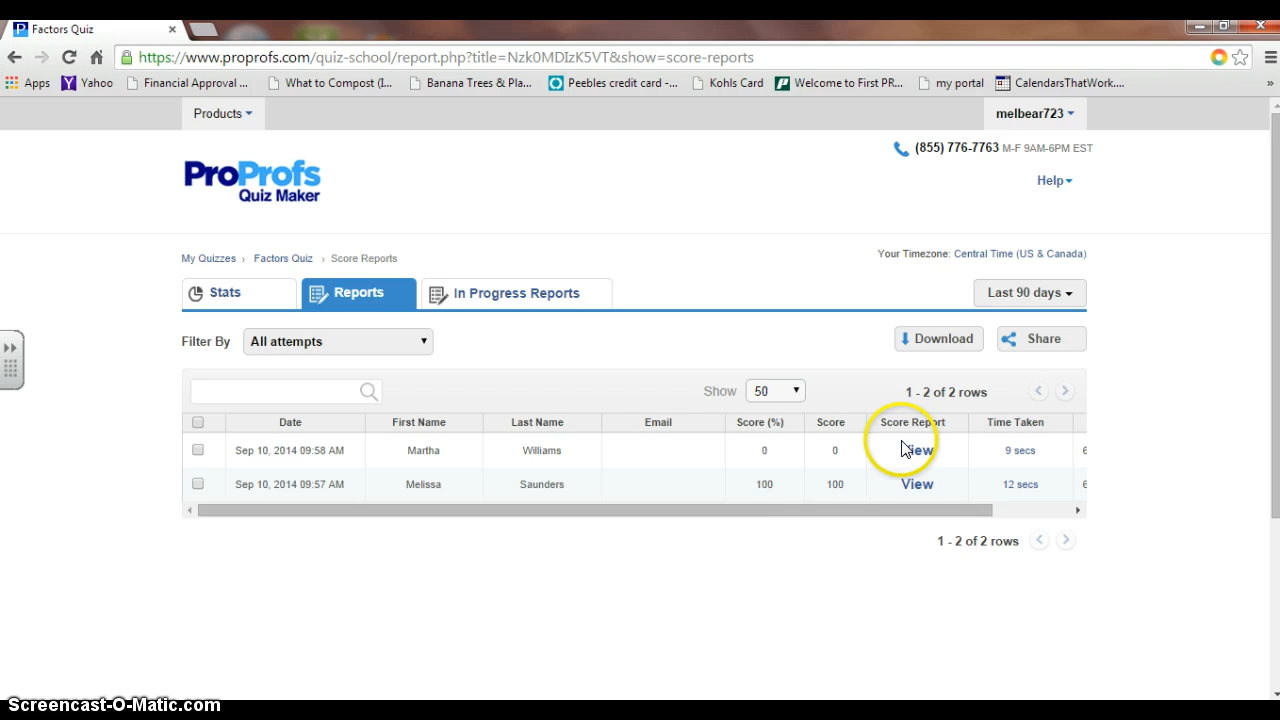 Factors Quiz
https://www.proprofs.com/quiz-school/report.php?title=Nzk0MDIzK5VT&show=score-reports
Apps Yahoo Financial Approval ... What to Compost (I... Banana Trees & Pla... Peebles credit card -... Kohls Card Welcome to First PR... my portal CalendarsThatWork.... »
Products melbear723
(855) 776-7763 M-F 9AM-6PM EST
ProProfs
Quiz Maker
Help
My Quizzes › Factors Quiz › Score Reports
Your Timezone: Central Time (US & Canada)
Stats Reports In Progress Reports Last 90 days
Filter By All attempts Download Share
Show 50 1 - 2 of 2 rows
Date First Name Last Name Email Score (%) Score Score Report Time Taken
Sep 10, 2014 09:58 AM Martha Williams 0 0 View 9 secs
Sep 10, 2014 09:57 AM Melissa Saunders 100 100 View 12 secs
1 - 2 of 2 rows
Screencast-O-Matic.com